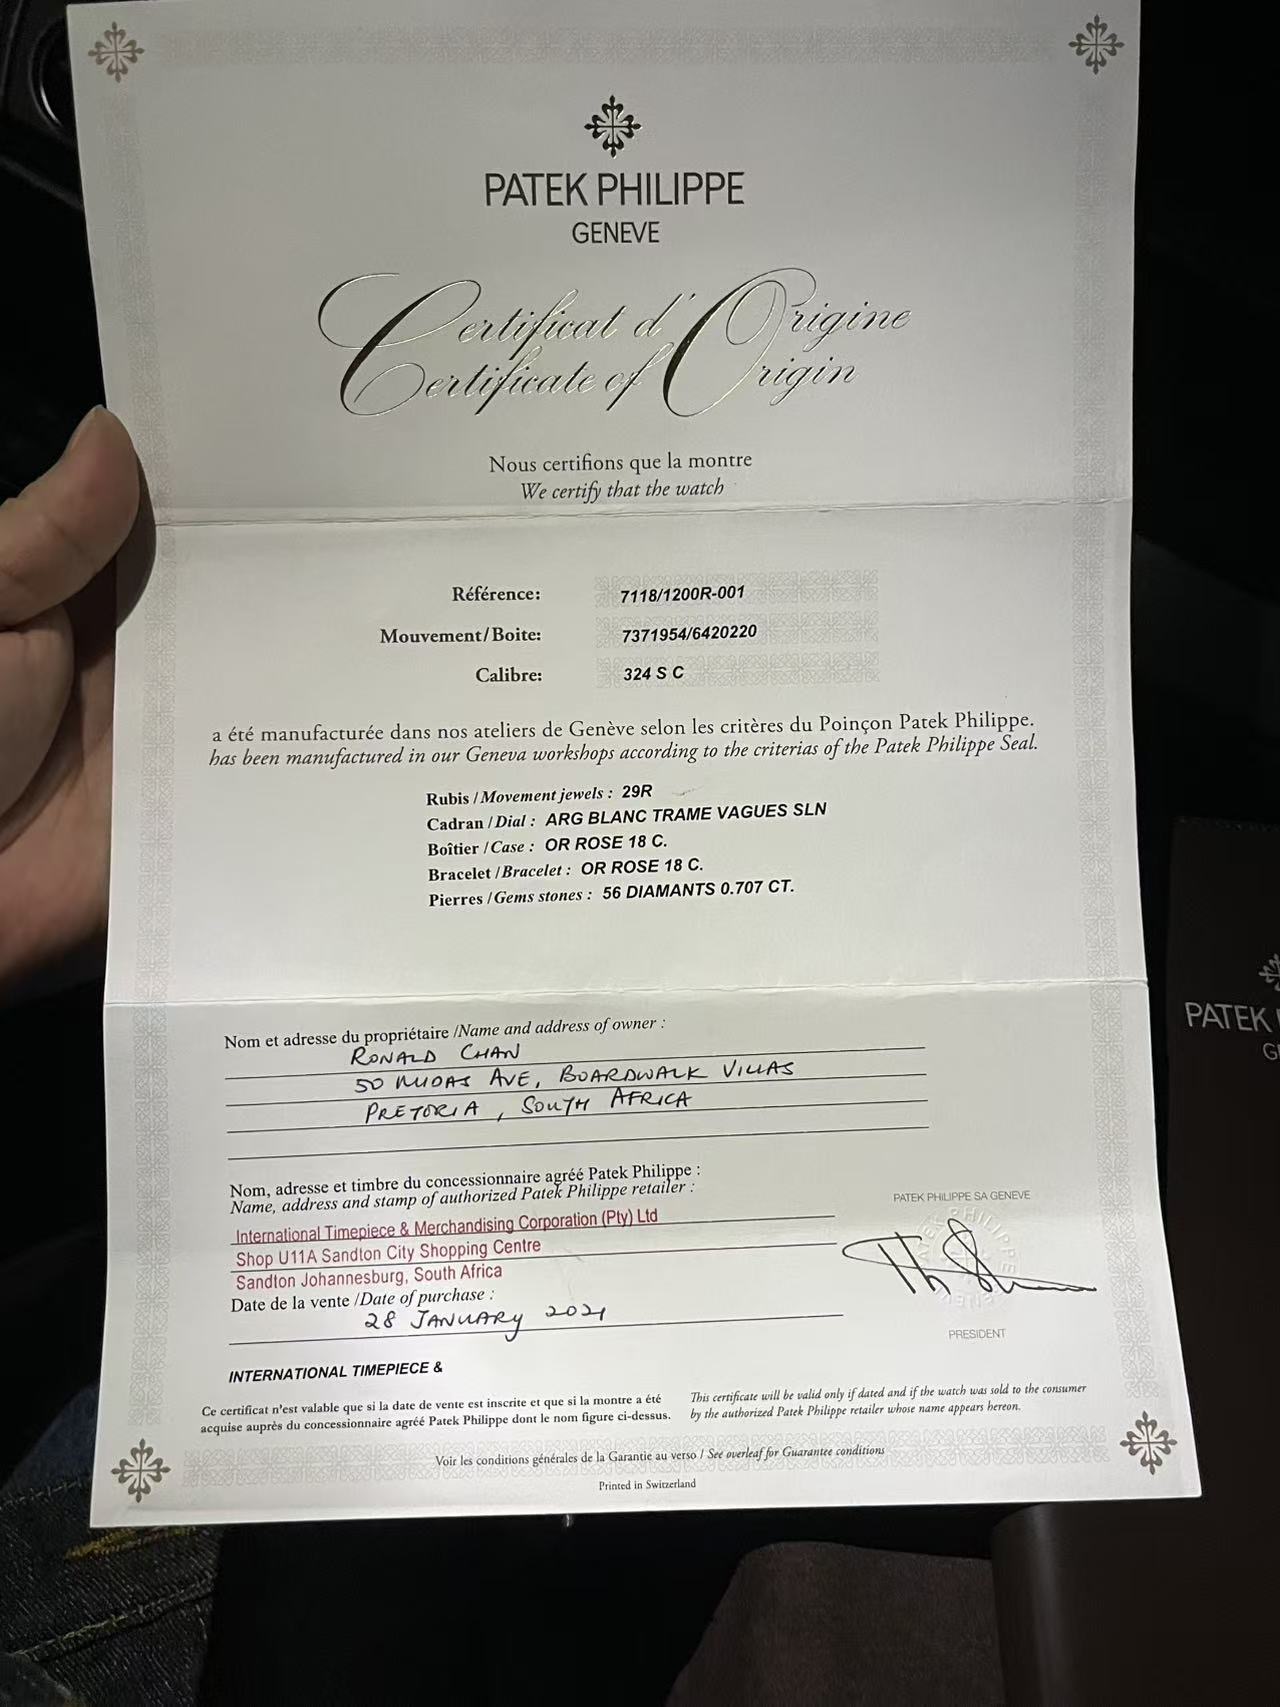 PATEK PHILIPPE
GENEVE
Certificat d'Origine
Certificate of Origin
Nous certifions que la montre
We certify that the watch
Référence: 7118/1200R-001
Mouvement/Boite: 7371954/6420220
Calibre: 324 S C
a été manufacturée dans nos ateliers de Genève selon les critères du Poinçon Patek Philippe.
has been manufactured in our Geneva workshops according to the criterias of the Patek Philippe Seal.
Rubis /Movement jewels : 29R
Cadran /Dial : ARG BLANC TRAME VAGUES SLN
Boîtier /Case : OR ROSE 18 C.
Bracelet /Bracelet : OR ROSE 18 C.
Pierres /Gems stones : 56 DIAMANTS 0.707 CT.
Nom et adresse du propriétaire /Name and address of owner :
RONALD CHAN
50 MIDAS AVE, BOARDWALK VILLAS
PRETORIA, SOUTH AFRICA
Nom, adresse et timbre du concessionnaire agréé Patek Philippe :
Name, address and stamp of authorized Patek Philippe retailer :
International Timepiece & Merchandising Corporation (Pty) Ltd
Shop U11A Sandton City Shopping Centre
Sandton Johannesburg, South Africa
Date de la vente /Date of purchase :
28 JANUARY 2021
PATEK PHILIPPE SA GENEVE
PATEK PHILIPPE
GENEVE
PRESIDENT
INTERNATIONAL TIMEPIECE &
Ce certificat n'est valable que si la date de vente est inscrite et que si la montre a été
acquise auprès du concessionnaire agréé Patek Philippe dont le nom figure ci-dessus.
This certificate will be valid only if dated and if the watch was sold to the consumer
by the authorized Patek Philippe retailer whose name appears hereon.
Voir les conditions générales de la Garantie au verso / See overleaf for Guarantee conditions
Printed in Switzerland
PATEK